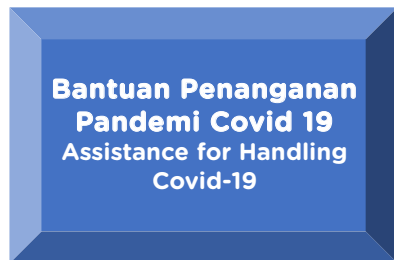 Bantuan Penanganan
Pandemi Covid 19
Assistance for Handling
Covid-19